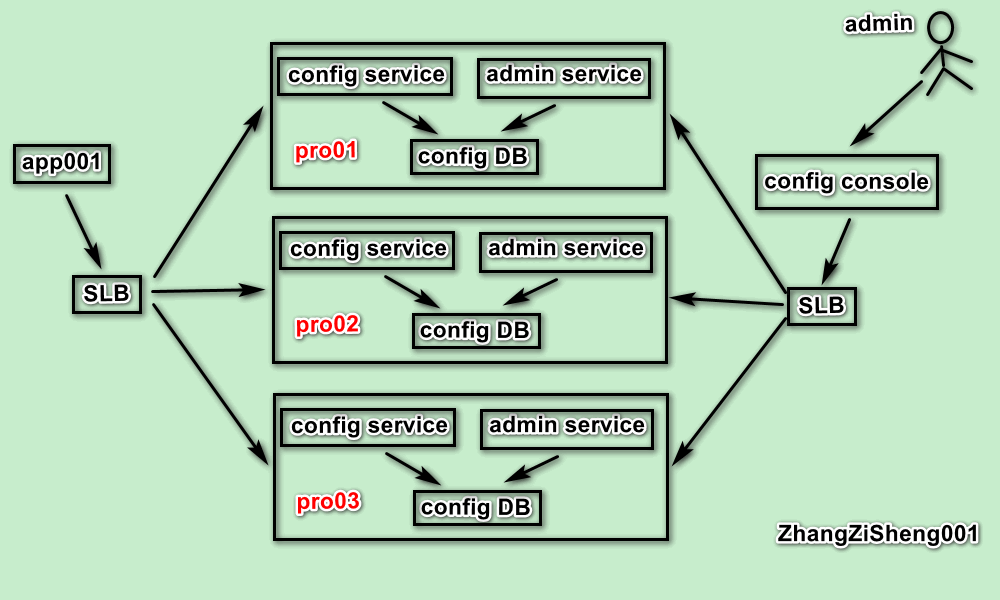 admin
config service
admin service
pro01
config DB
app001
config console
config service
admin service
SLB
SLB
pro02
config DB
config service
admin service
pro03
config DB
ZhangZiSheng001